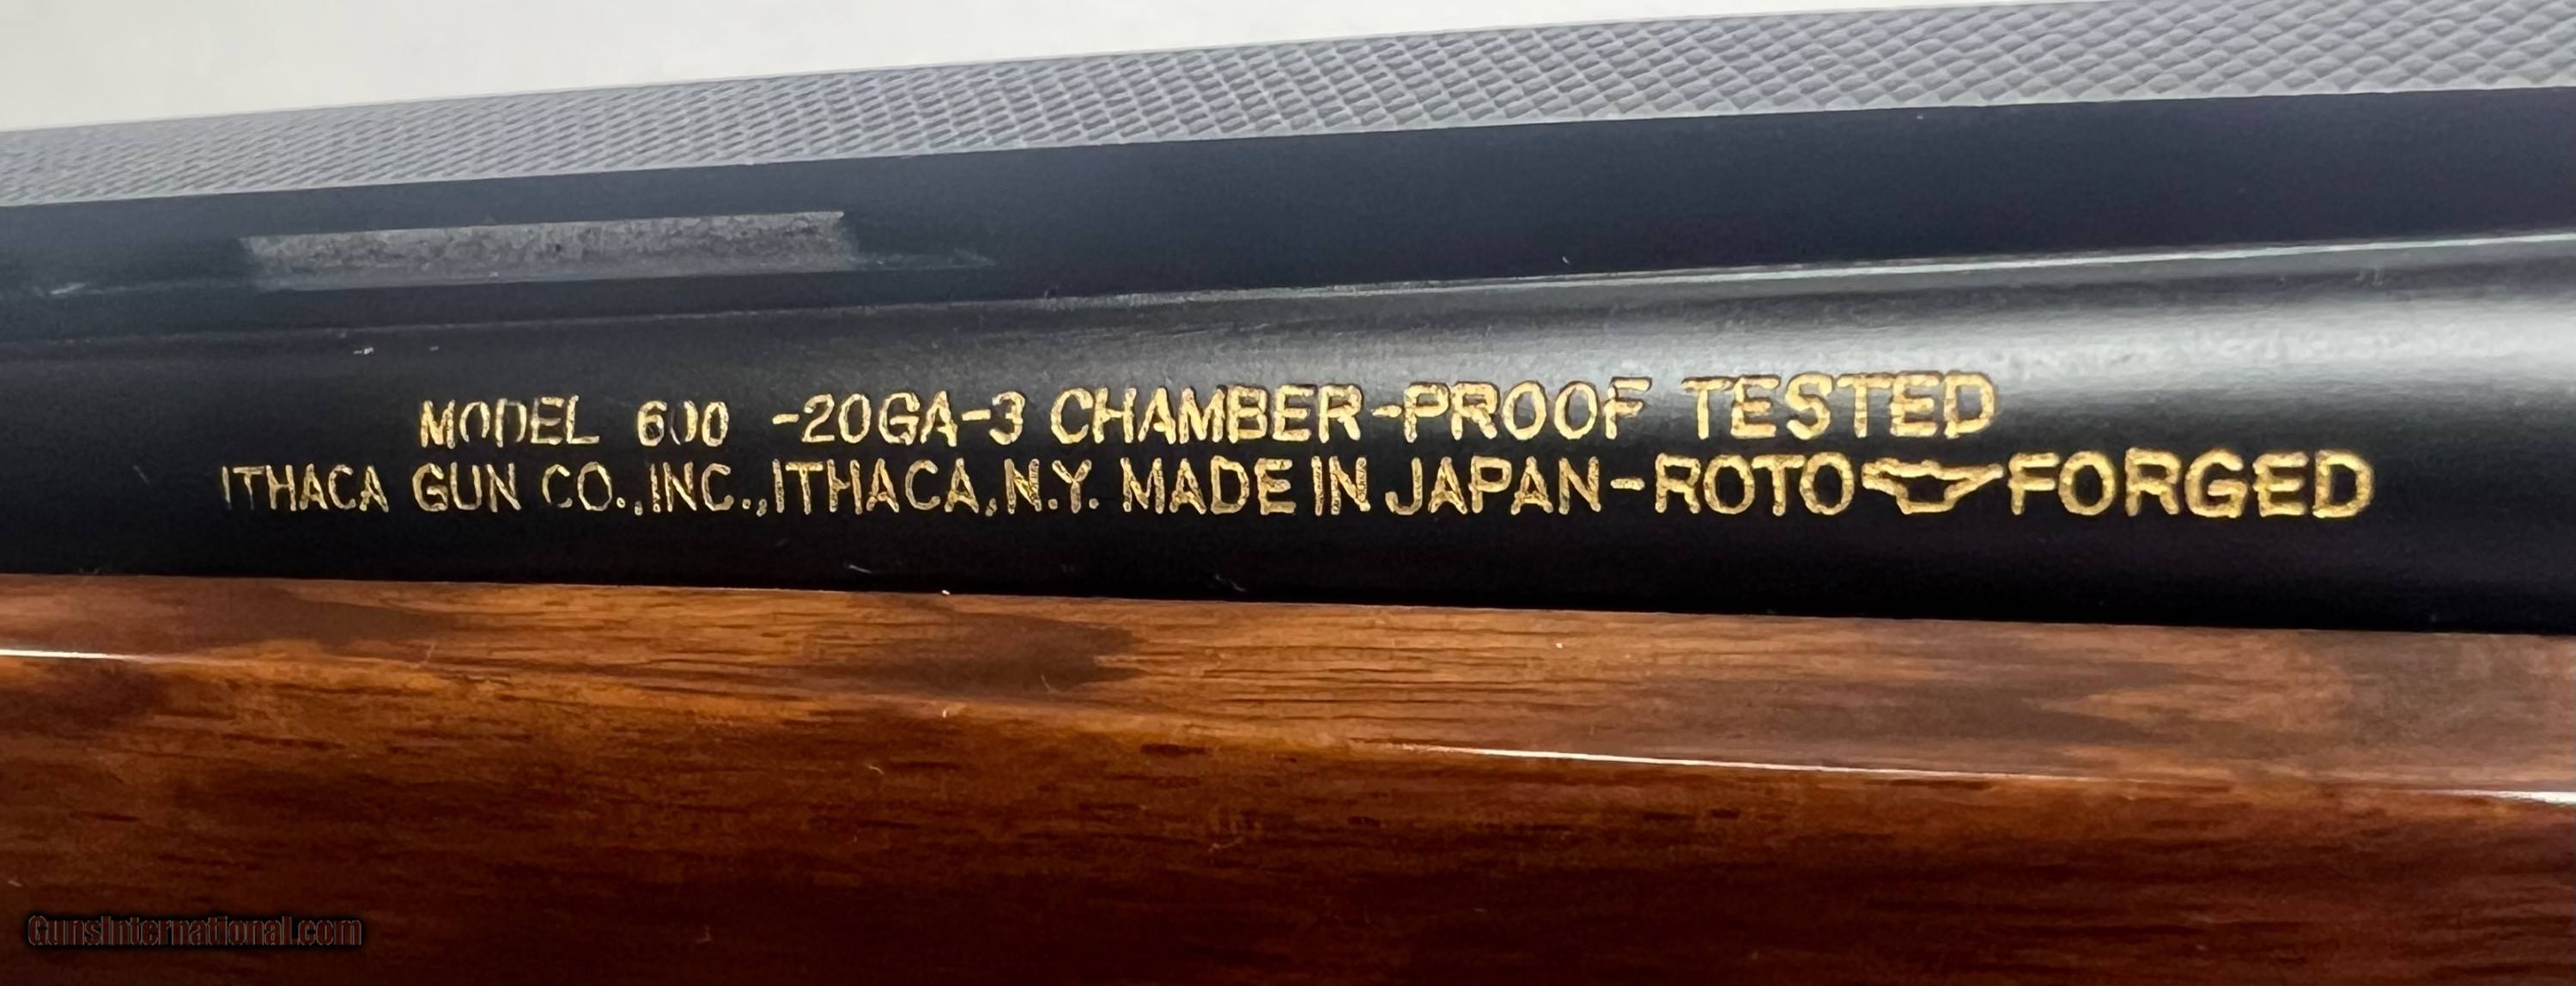 MODEL 600 -20GA-3 CHAMBER-PROOF TESTED
ITHACA GUN CO.,INC.,ITHACA,N.Y. MADE IN JAPAN-ROTO FORGED
GunsInternational.com